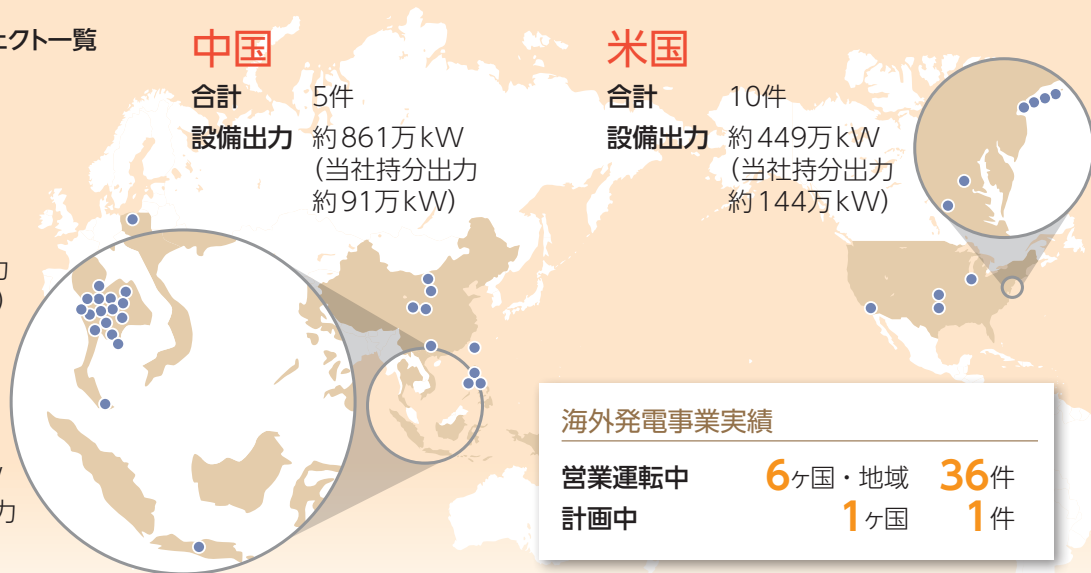 ェクト一覧
中国
合計 5件
設備出力 約861万kW
(当社持分出力
約91万kW)
米国
合計 10件
設備出力 約449万kW
(当社持分出力
約144万kW)
力
)
力
海外発電事業実績
営業運転中 6ヶ国・地域 36件
計画中 1ヶ国 1件